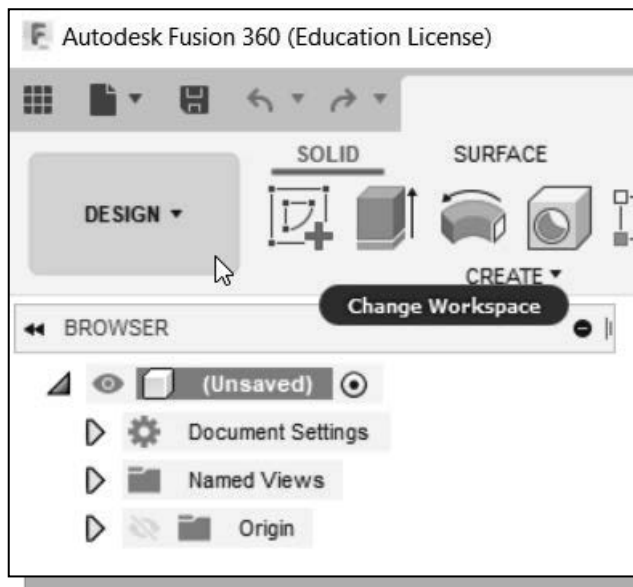 Autodesk Fusion 360 (Education License)
SOLID SURFACE
DESIGN
CREATE
Change Workspace
BROWSER
(Unsaved)
Document Settings
Named Views
Origin